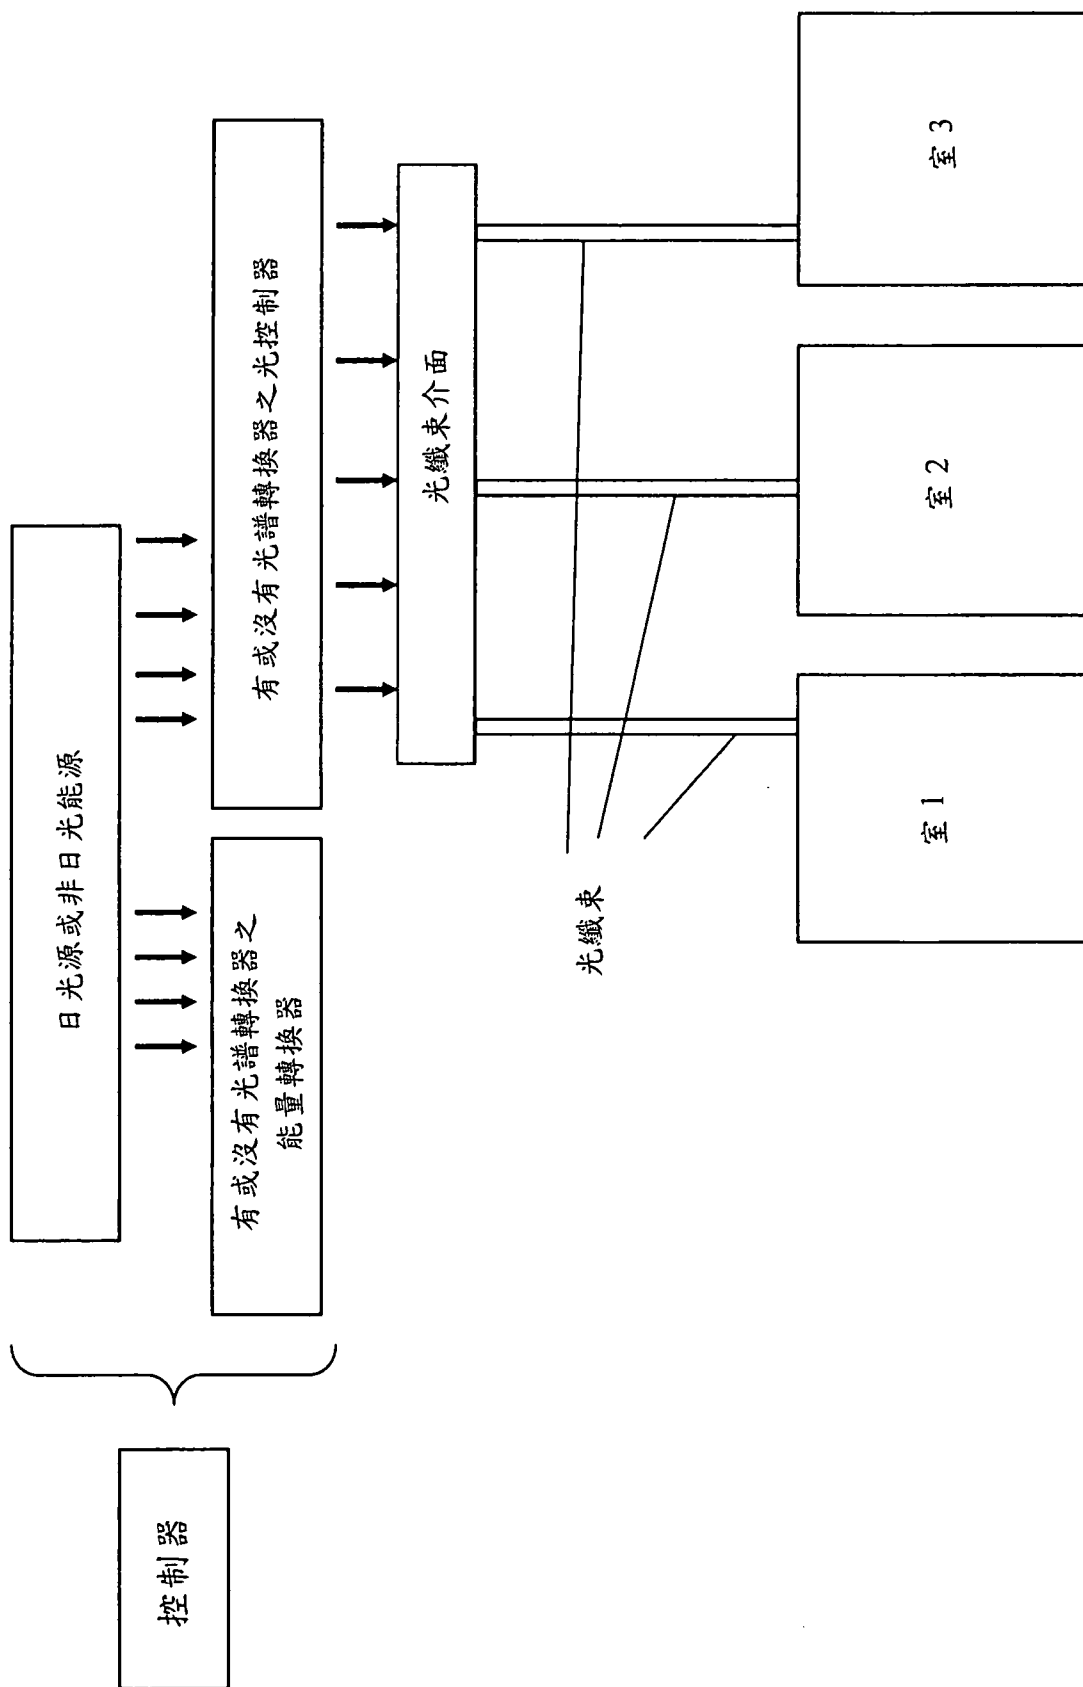 控制器
日光源或非日光能源
有或沒有光譜轉換器之
能量轉換器
有或沒有光譜轉換器之光控制器
光纖束介面
光纖束
室 1
室 2
室 3